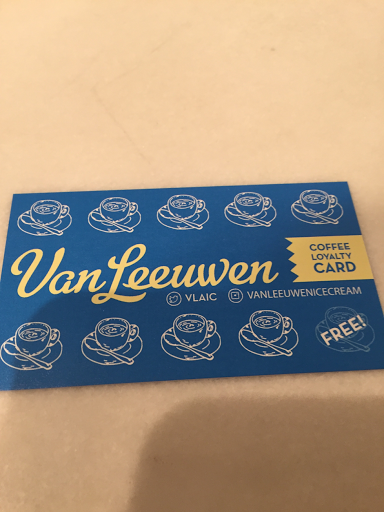 Van Leeuwen
COFFEE
LOYALTY
CARD
VLAIC VANLEEUWENICECREAM
FREE!